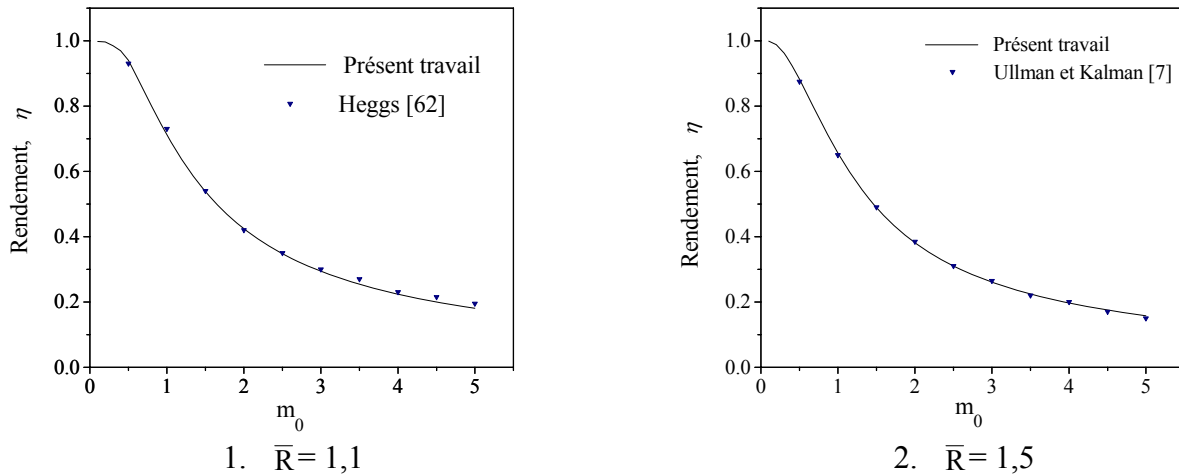 1.0
0.8
0.6
0.4
0.2
0.0
Rendement, η
Présent travail
Heggs [62]
0 1 2 3 4 5
m0
1. R̅ = 1,1
1.0
0.8
0.6
0.4
0.2
0.0
Rendement, η
Présent travail
Ullman et Kalman [7]
0 1 2 3 4 5
m0
2. R̅ = 1,5